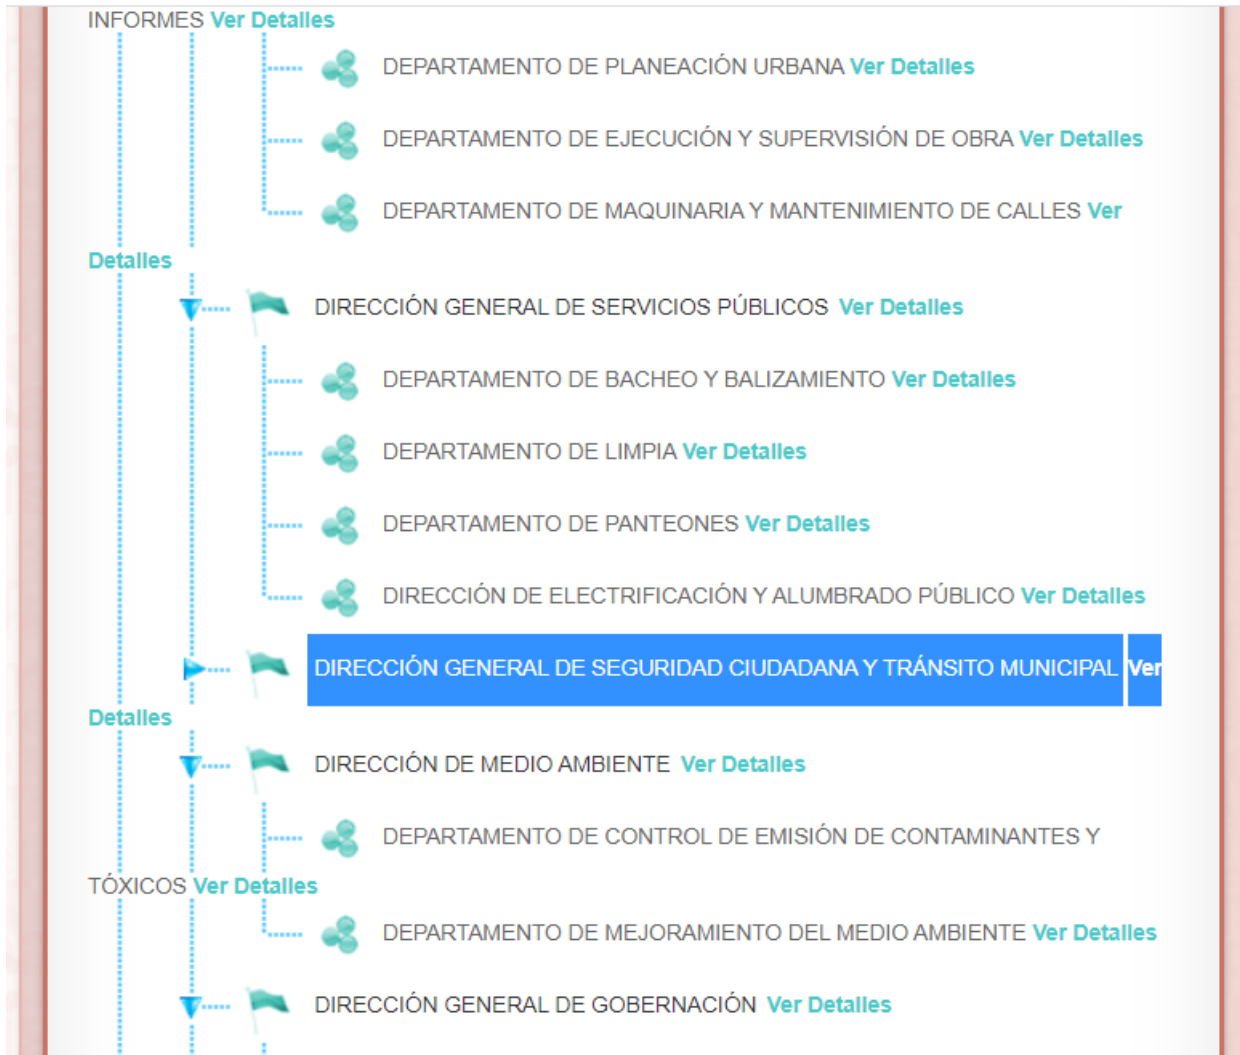 INFORMES Ver Detalles
DEPARTAMENTO DE PLANEACIÓN URBANA Ver Detalles
DEPARTAMENTO DE EJECUCIÓN Y SUPERVISIÓN DE OBRA Ver Detalles
DEPARTAMENTO DE MAQUINARIA Y MANTENIMIENTO DE CALLES Ver
Detalles
DIRECCIÓN GENERAL DE SERVICIOS PÚBLICOS Ver Detalles
DEPARTAMENTO DE BACHEO Y BALIZAMIENTO Ver Detalles
DEPARTAMENTO DE LIMPIA Ver Detalles
DEPARTAMENTO DE PANTEONES Ver Detalles
DIRECCIÓN DE ELECTRIFICACIÓN Y ALUMBRADO PÚBLICO Ver Detalles
DIRECCIÓN GENERAL DE SEGURIDAD CIUDADANA Y TRÁNSITO MUNICIPAL Ver
Detalles
DIRECCIÓN DE MEDIO AMBIENTE Ver Detalles
DEPARTAMENTO DE CONTROL DE EMISIÓN DE CONTAMINANTES Y
TÓXICOS Ver Detalles
DEPARTAMENTO DE MEJORAMIENTO DEL MEDIO AMBIENTE Ver Detalles
DIRECCIÓN GENERAL DE GOBERNACIÓN Ver Detalles